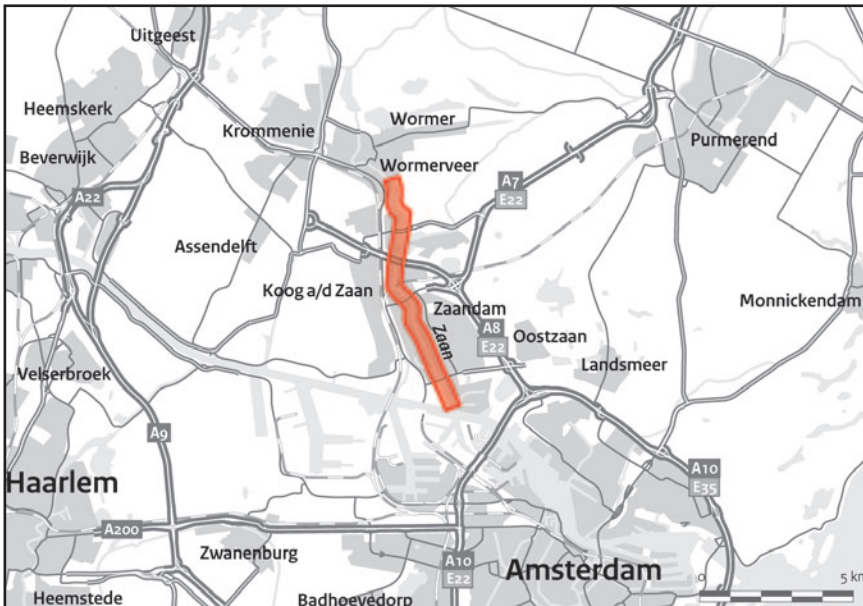 Uitgeest
Heemskerk
Wormer
Krommenie
Purmerend
Beverwijk
Wormerveer
A7
E22
A22
Assendelft
Koog a/d Zaan
Monnickendam
Zaandam
Zaan
A8
E22
Oostzaan
Landsmeer
Velserbroek
A9
A10
E35
Haarlem
A200
Zwanenburg
A10
E22
Amsterdam
0
5 km
Heemstede
Badhoevedorp